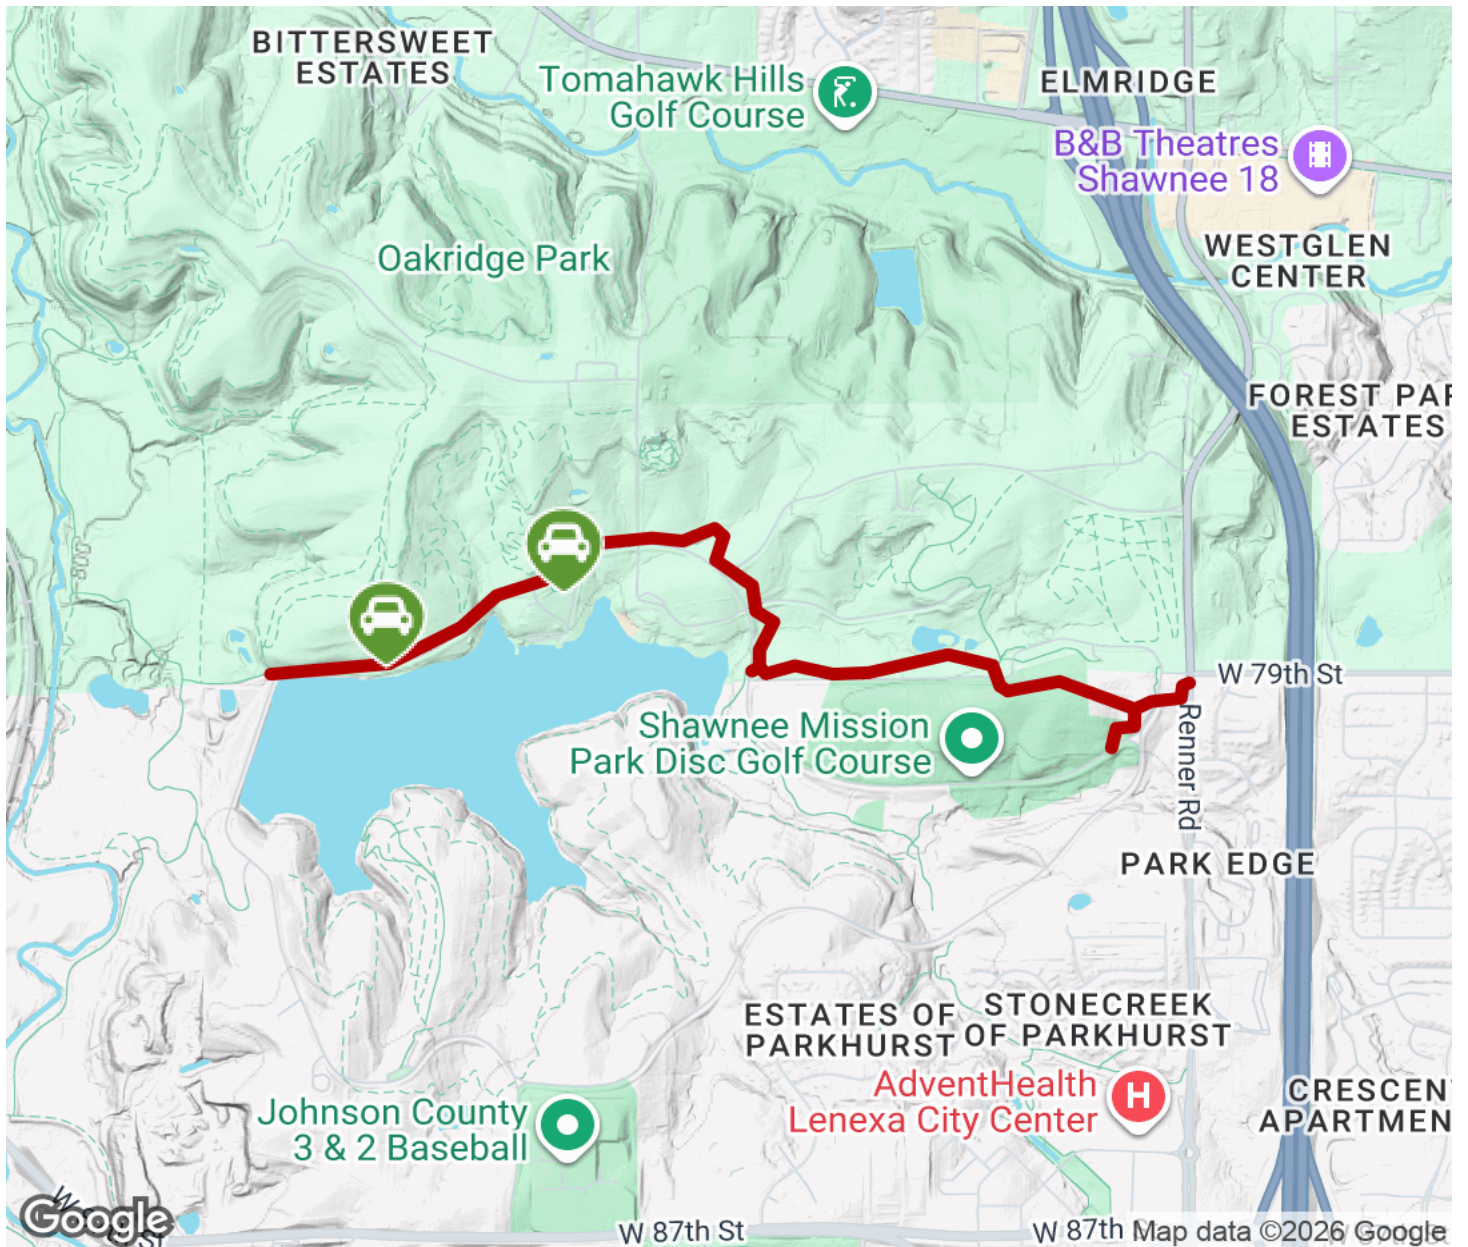 BITTERSWEET
ESTATES
Tomahawk Hills
Golf Course
ELMRIDGE
B&B Theatres
Shawnee 18
Oakridge Park
WESTGLEN
CENTER
FOREST PAR
ESTATES
W 79th St
Shawnee Mission
Park Disc Golf Course
Renner Rd
PARK EDGE
ESTATES OF
PARKHURST
STONECREEK
OF PARKHURST
AdventHealth
Lenexa City Center
H
Johnson County
3 & 2 Baseball
CRESCENT
APARTMEN
Google
W 87th St
W 87th
Map data ©2026 Google